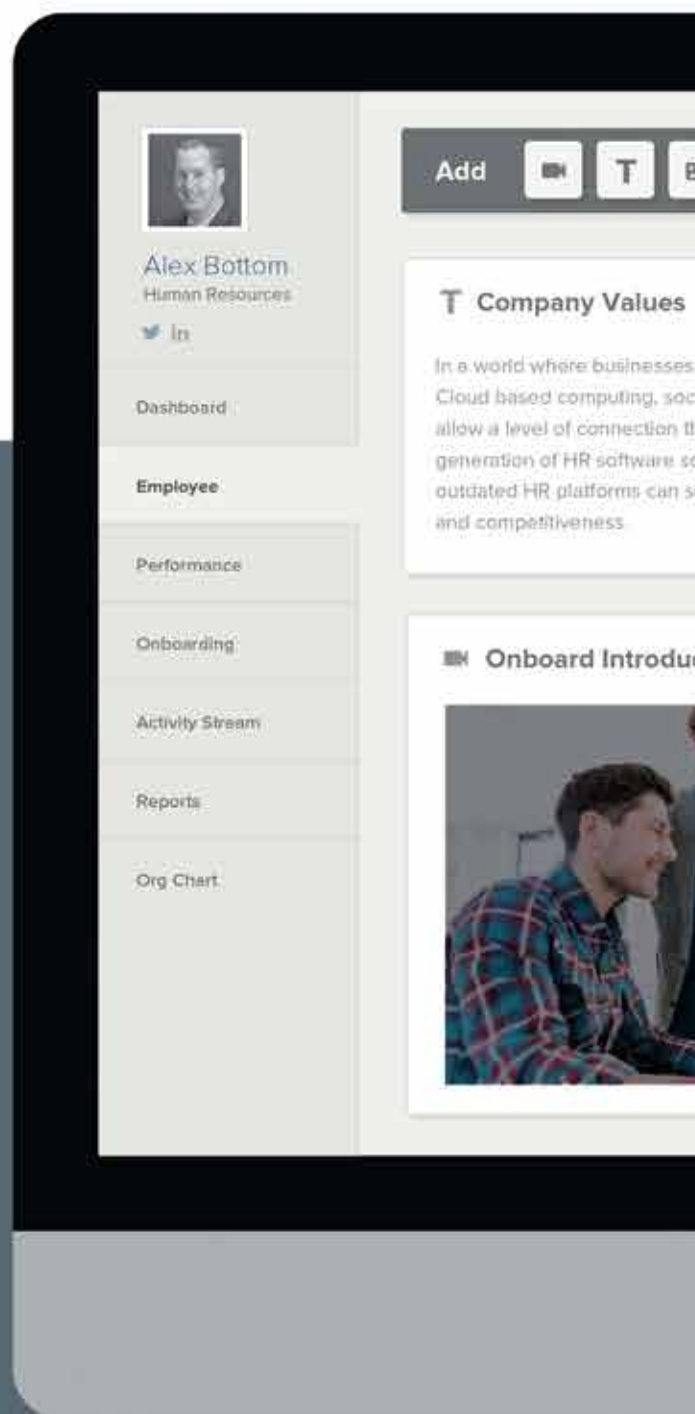 Alex Bottom
Human Resources
in
Dashboard
Employee
Performance
Onboarding
Activity Stream
Reports
Org Chart
Add
T
T Company Values
In a world where businesses
Cloud based computing, soc
allow a level of connection th
generation of HR software so
outdated HR platforms can s
and competitiveness
Onboard Introduc